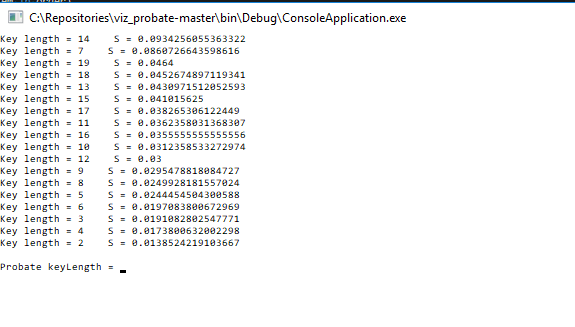 C:\Repositories\viz_probate-master\bin\Debug\ConsoleApplication.exe
Key length = 14    S = 0.0934256055363322
Key length = 7    S = 0.0860726643598616
Key length = 19    S = 0.0464
Key length = 18    S = 0.0452674897119341
Key length = 13    S = 0.0430971512052593
Key length = 15    S = 0.041015625
Key length = 17    S = 0.038265306122449
Key length = 11    S = 0.0362358031368307
Key length = 16    S = 0.0355555555555556
Key length = 10    S = 0.0312358533272974
Key length = 12    S = 0.03
Key length = 9    S = 0.0295478818084727
Key length = 8    S = 0.0249928181557024
Key length = 5    S = 0.0244454504300588
Key length = 6    S = 0.0197083800672969
Key length = 3    S = 0.0191082802547771
Key length = 4    S = 0.0173800632002298
Key length = 2    S = 0.0138524219103667
Probate keyLength =